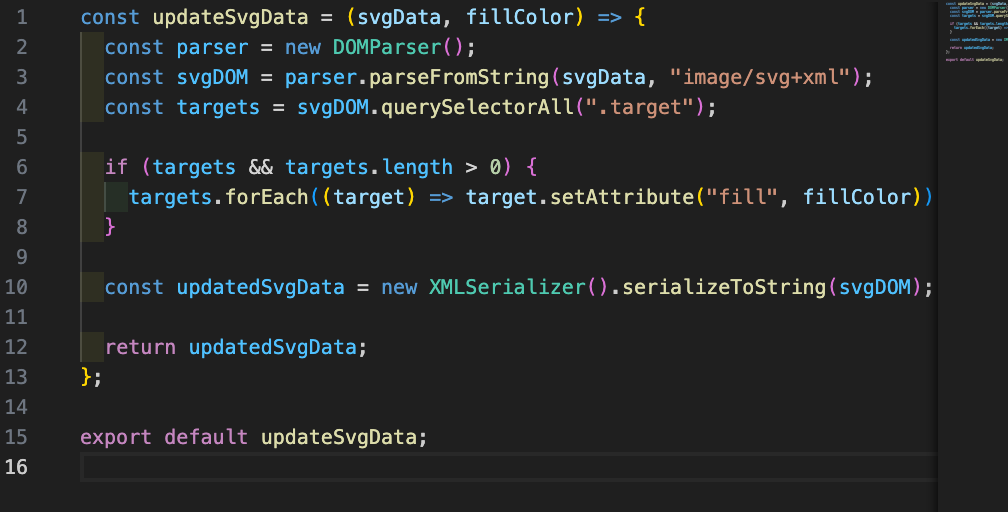 1 const updateSvgData = (svgData, fillColor) => {
2 const parser = new DOMParser();
3 const svgDOM = parser.parseFromString(svgData, "image/svg+xml");
4 const targets = svgDOM.querySelectorAll(".target");
5
6 if (targets && targets.length > 0) {
7 targets.forEach((target) => target.setAttribute("fill", fillColor))
8 }
9
10 const updatedSvgData = new XMLSerializer().serializeToString(svgDOM);
11
12 return updatedSvgData;
13 };
14
15 export default updateSvgData;
16